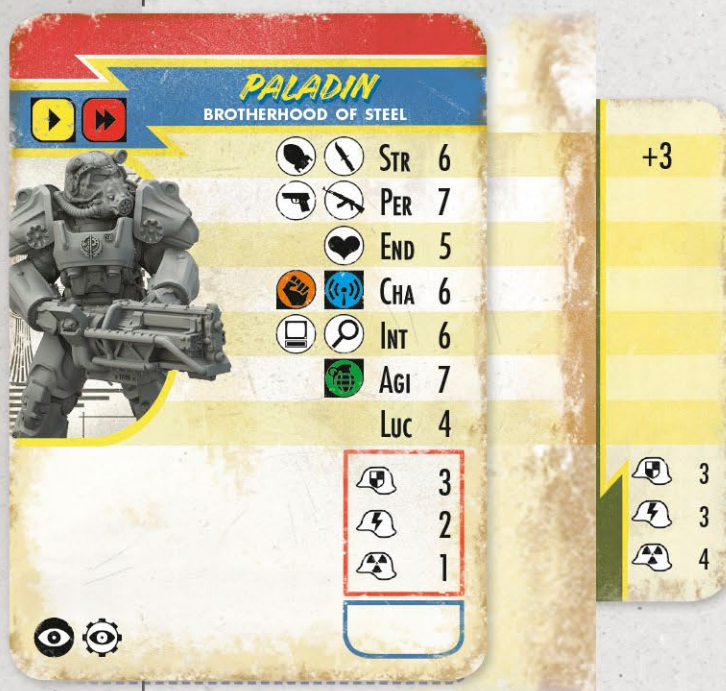 PALADIN
BROTHERHOOD OF STEEL
STR 6 +3
PER 7
END 5
CHA 6
INT 6
AGI 7
LUC 4
3 3
2 3
1 4